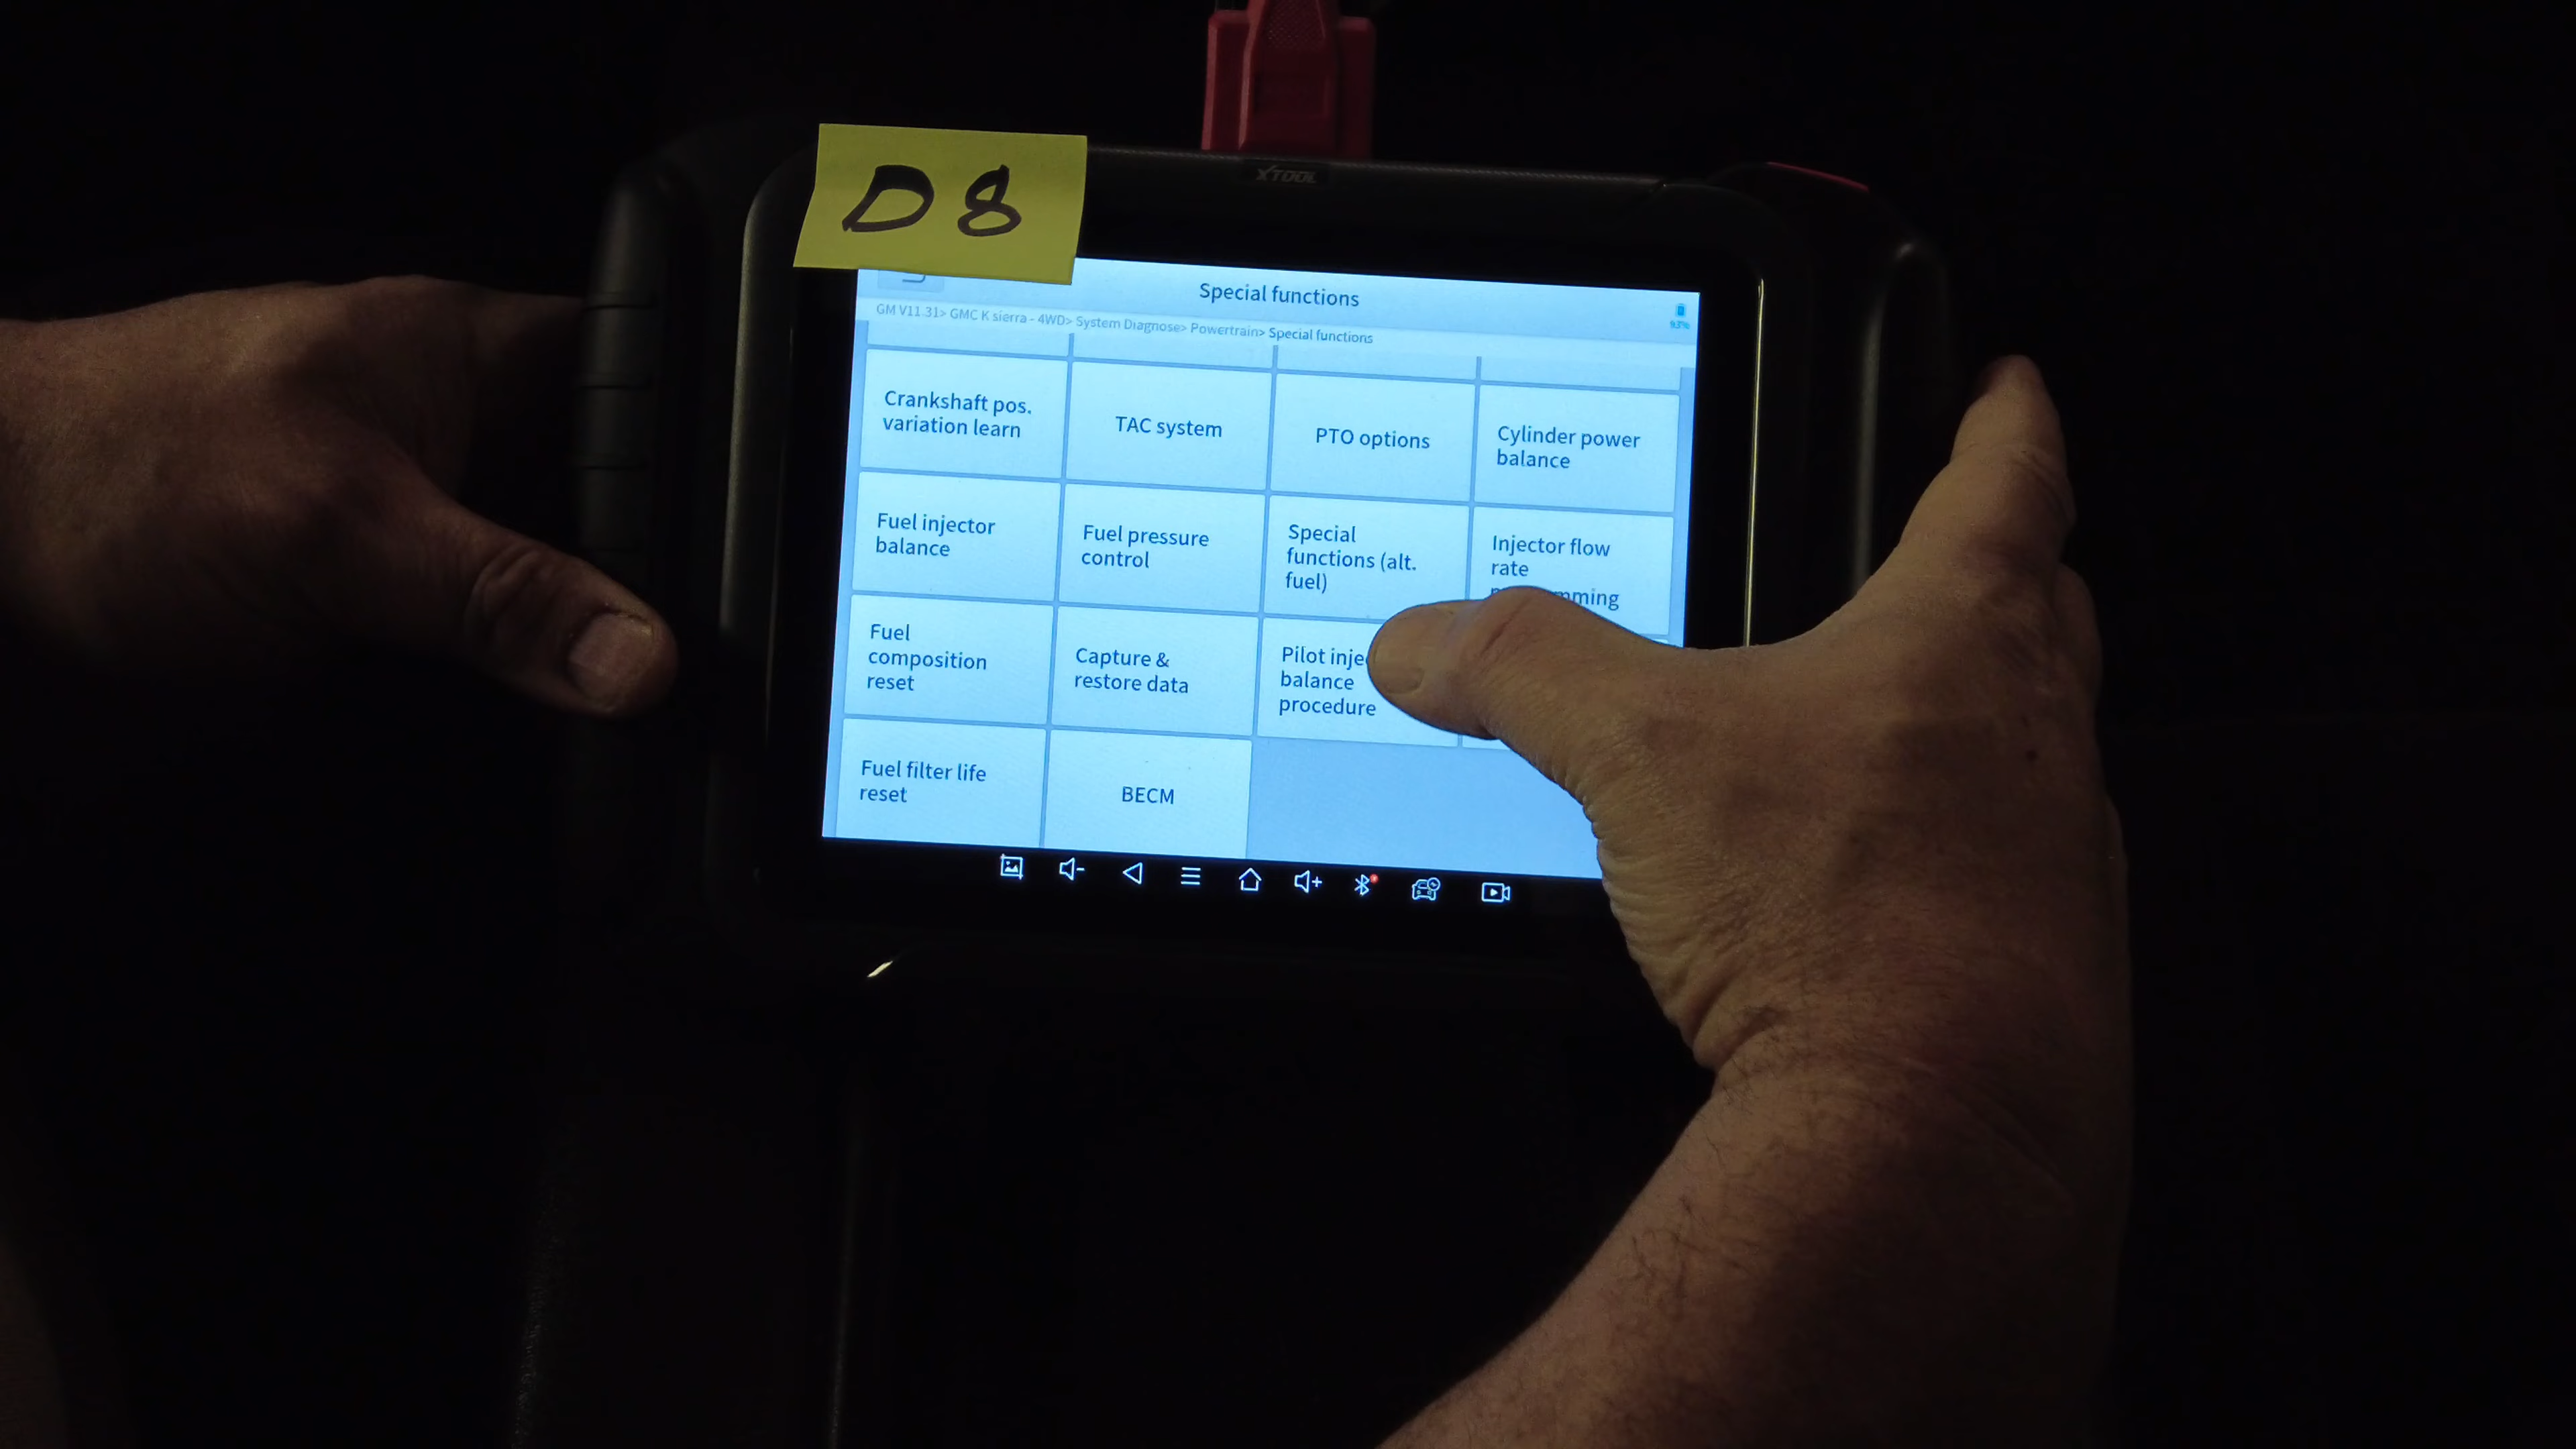 XTOOL
D8
Special functions
93%
GM V11.31> GMC K sierra - 4WD> System Diagnose> Powertrain> Special functions
Crankshaft pos.
variation learn
TAC system
PTO options
Cylinder power
balance
Fuel injector
balance
Fuel pressure
control
Special
functions (alt.
fuel)
Injector flow
rate
Fuel
composition
reset
Capture &
restore data
Pilot
balance
procedure
Fuel filter life
reset
BECM